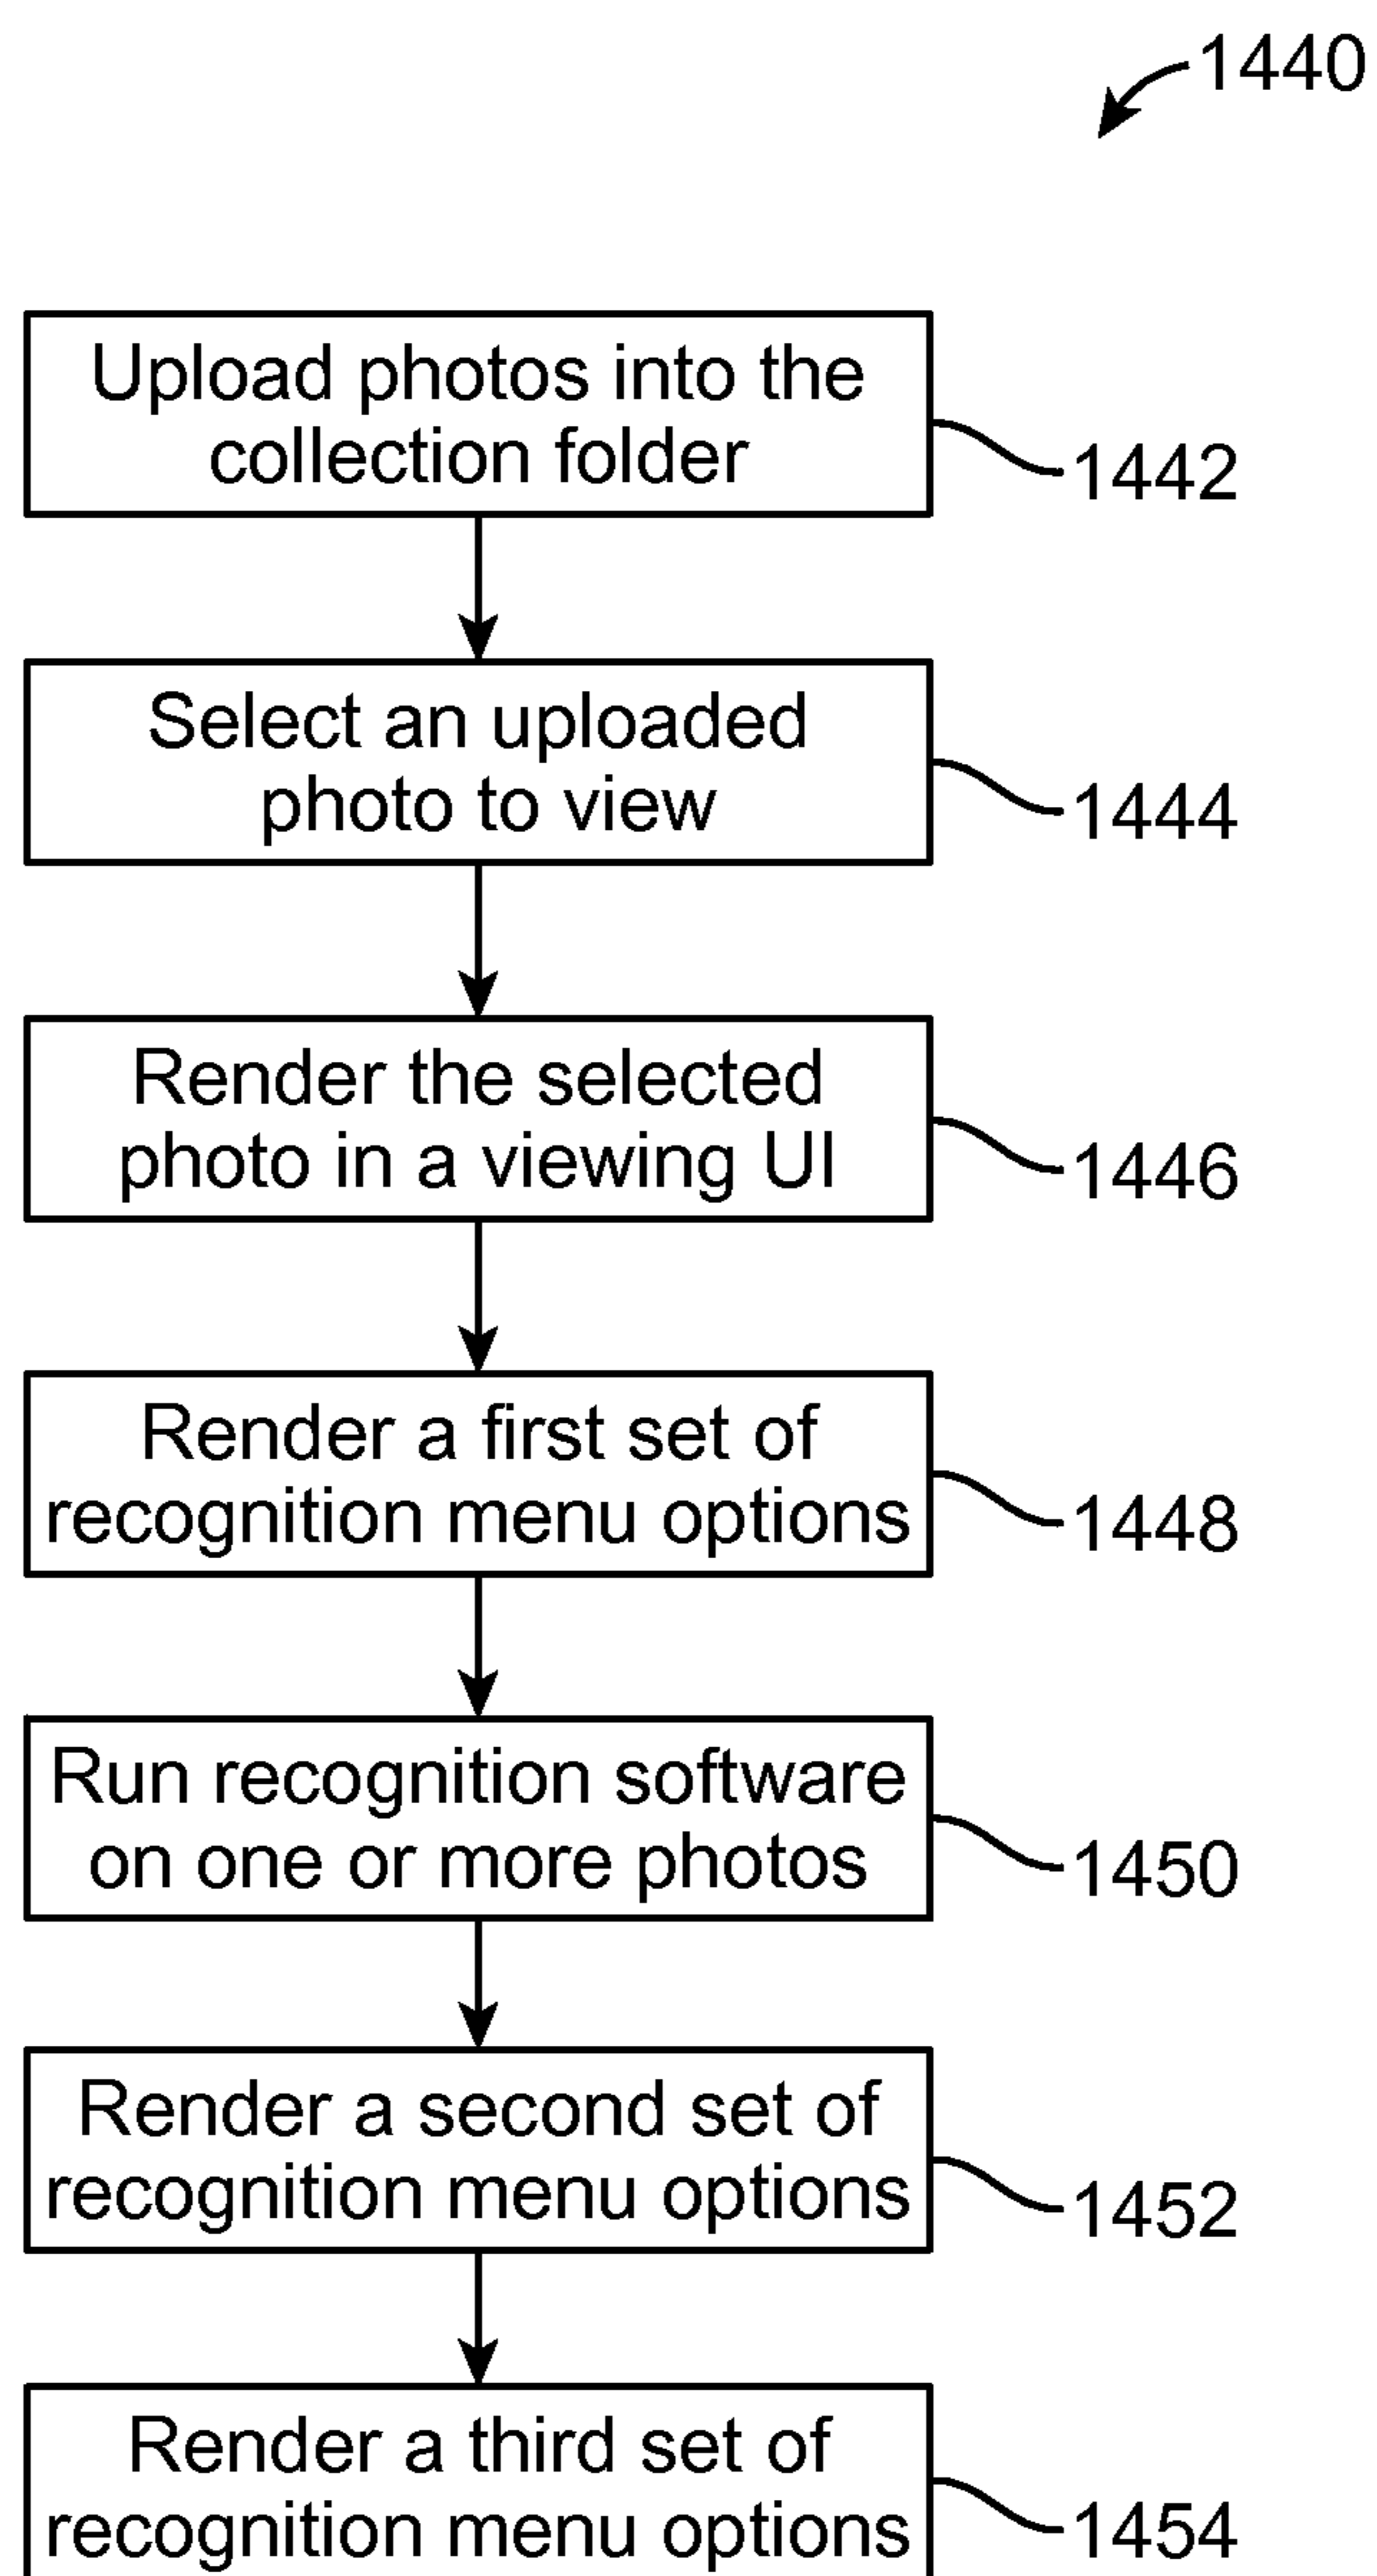 1440
Upload photos into the
collection folder
1442
Select an uploaded
photo to view
1444
Render the selected
photo in a viewing UI
1446
Render a first set of
recognition menu options
1448
Run recognition software
on one or more photos
1450
Render a second set of
recognition menu options
1452
Render a third set of
recognition menu options
1454